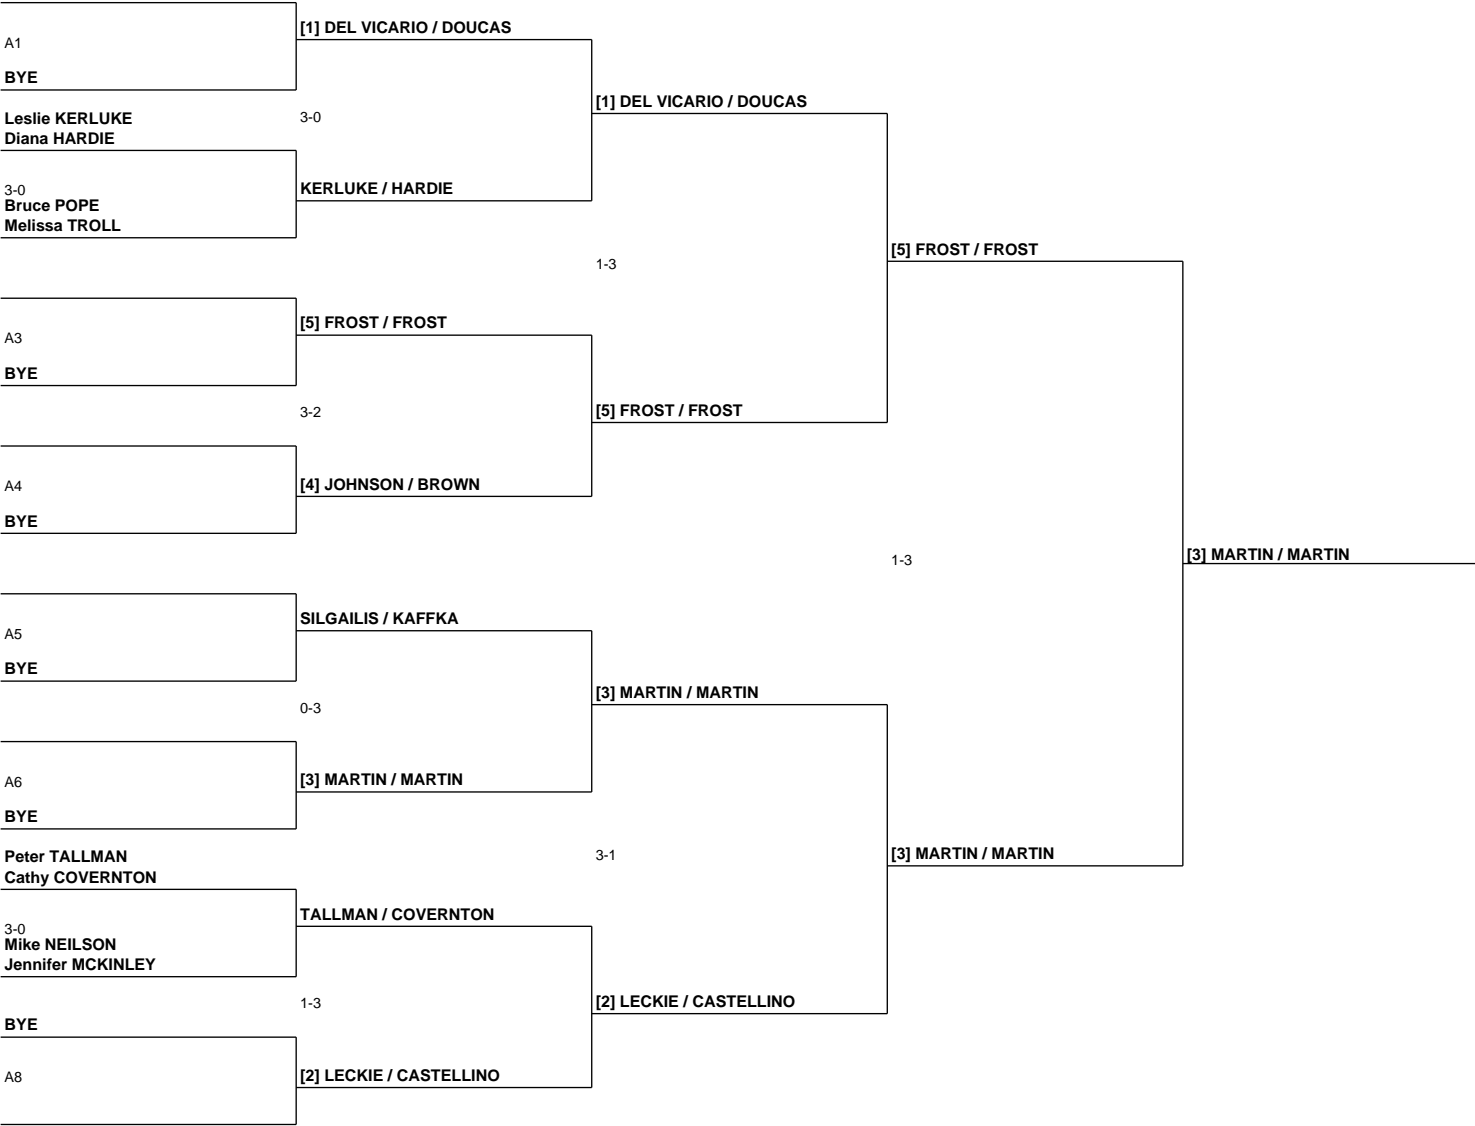 [1] DEL VICARIO / DOUCAS
A1
BYE
[1] DEL VICARIO / DOUCAS
Leslie KERLUKE
Diana HARDIE
3-0
KERLUKE / HARDIE
3-0
Bruce POPE
Melissa TROLL
[5] FROST / FROST
1-3
[5] FROST / FROST
A3
BYE
3-2
[5] FROST / FROST
A4
[4] JOHNSON / BROWN
BYE
1-3
[3] MARTIN / MARTIN
SILGAILIS / KAFFKA
A5
BYE
[3] MARTIN / MARTIN
0-3
A6
[3] MARTIN / MARTIN
BYE
Peter TALLMAN
Cathy COVERNTON
3-1
[3] MARTIN / MARTIN
TALLMAN / COVERNTON
3-0
Mike NEILSON
Jennifer MCKINLEY
1-3
[2] LECKIE / CASTELLINO
BYE
A8
[2] LECKIE / CASTELLINO